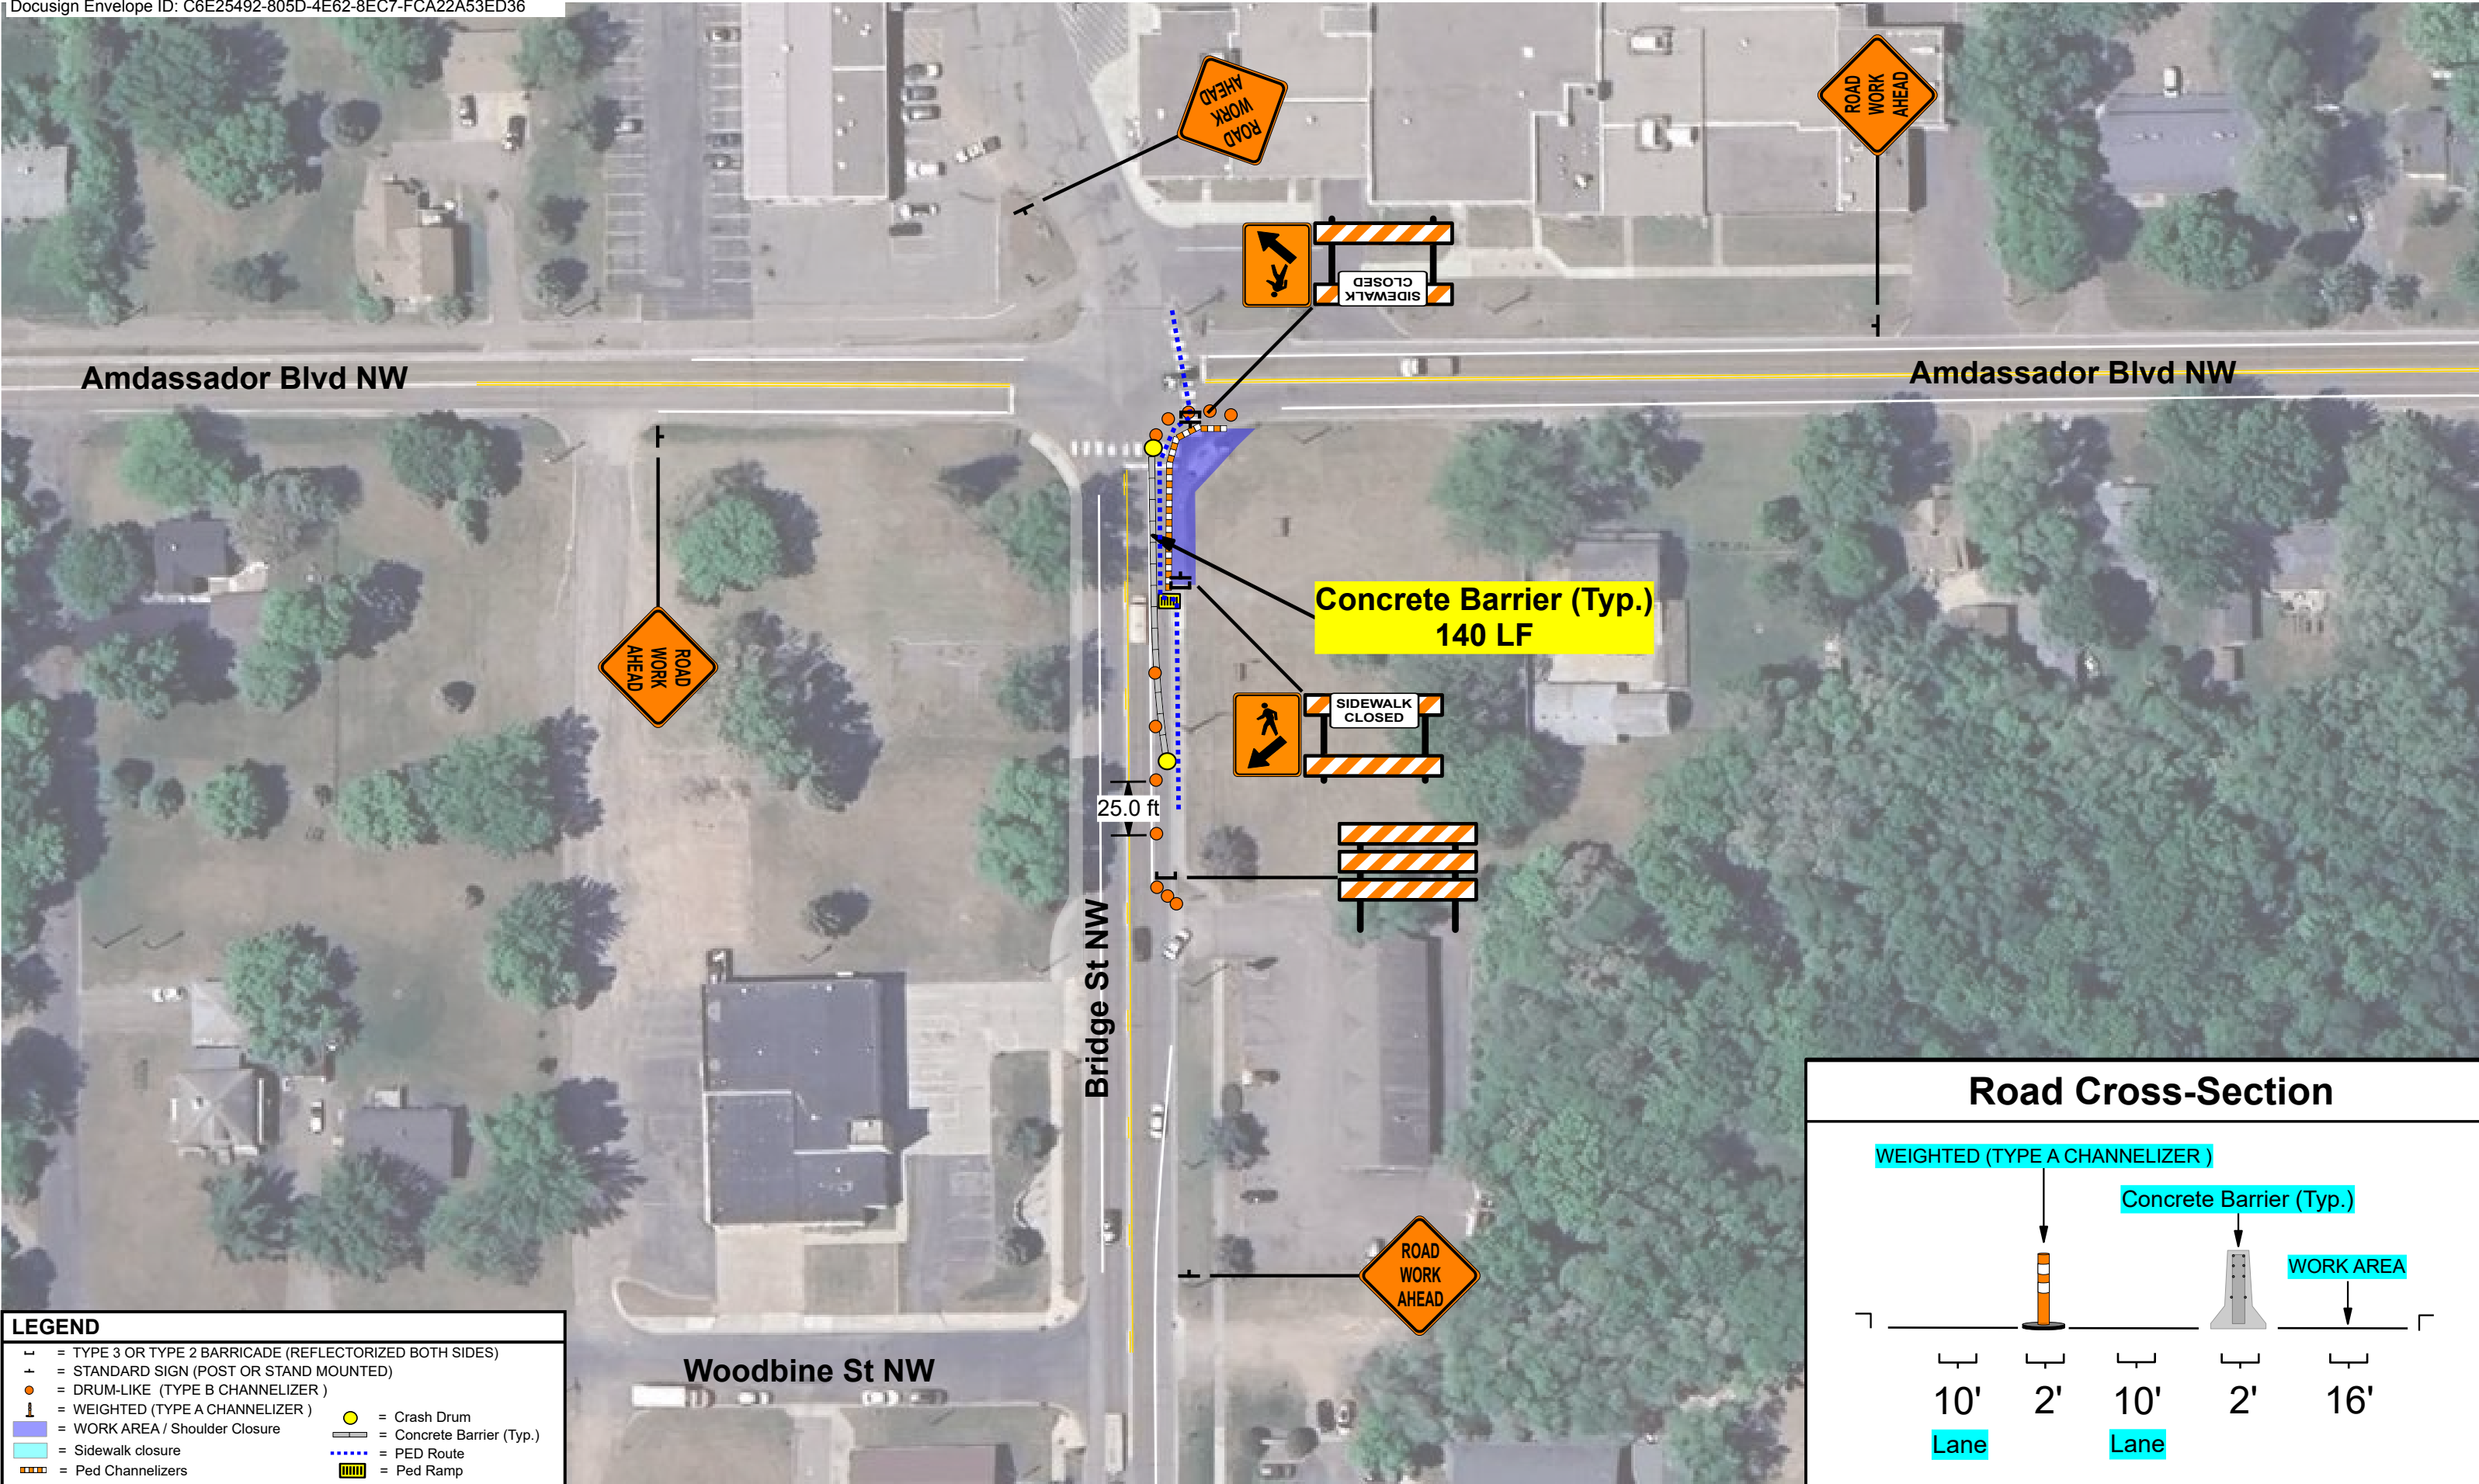 Docusign Envelope ID: C6E25492-805D-4E62-8EC7-FCA22A53ED36
ROAD
WORK
AHEAD
ROAD
WORK
AHEAD
SIDEWALK
CLOSED
Amdassador Blvd NW
Amdassador Blvd NW
Concrete Barrier (Typ.)
140 LF
ROAD
WORK
AHEAD
SIDEWALK
CLOSED
25.0 ft
Bridge St NW
ROAD
WORK
AHEAD
Woodbine St NW
LEGEND
= TYPE 3 OR TYPE 2 BARRICADE (REFLECTORIZED BOTH SIDES)
= STANDARD SIGN (POST OR STAND MOUNTED)
= DRUM-LIKE (TYPE B CHANNELIZER )
= WEIGHTED (TYPE A CHANNELIZER )
= WORK AREA / Shoulder Closure
= Sidewalk closure
= Ped Channelizers
= Crash Drum
= Concrete Barrier (Typ.)
= PED Route
= Ped Ramp
Road Cross-Section
WEIGHTED (TYPE A CHANNELIZER )
Concrete Barrier (Typ.)
WORK AREA
10' 2' 10' 2' 16'
Lane Lane